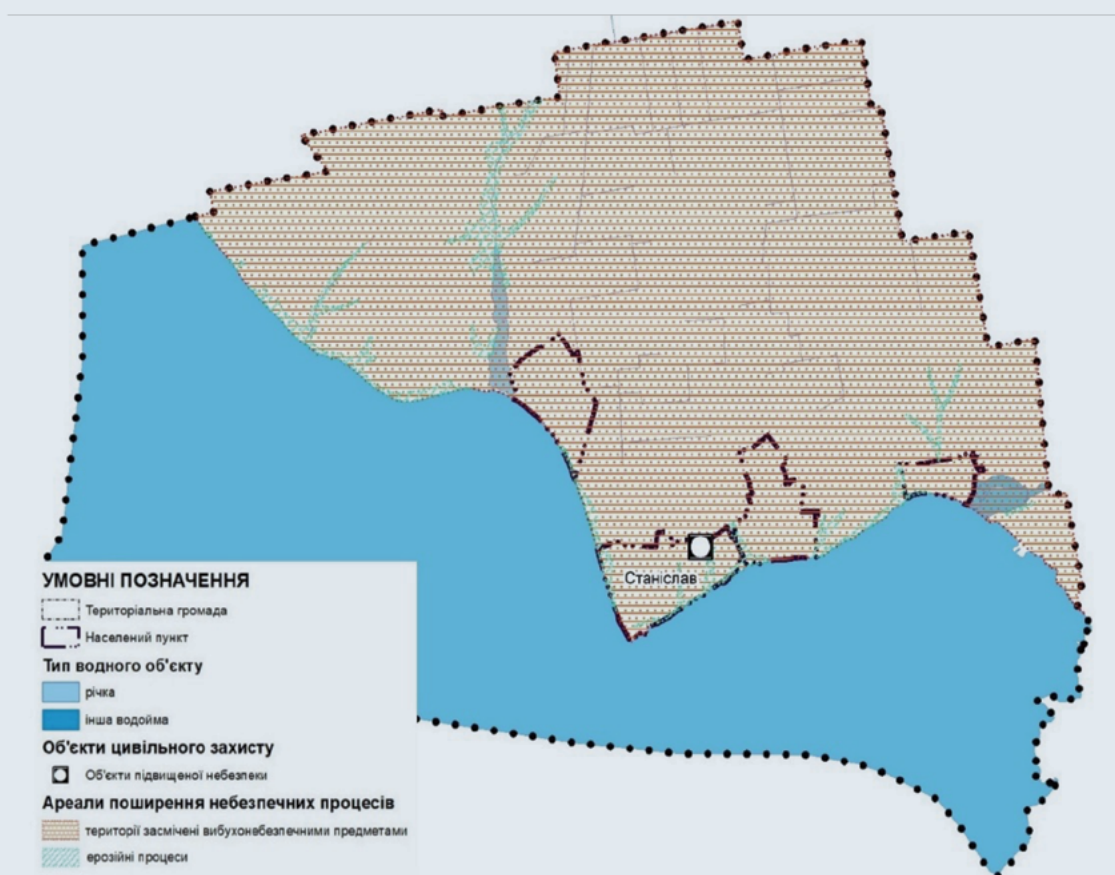 Станіслав
УМОВНІ ПОЗНАЧЕННЯ
Територіальна громада
Населений пункт
Тип водного об'єкту
річка
інша водойма
Об'єкти цивільного захисту
Об'єкти підвищеної небезпеки
Ареали поширення небезпечних процесів
території засмічені вибухонебезпечними предметами
ерозійні процеси